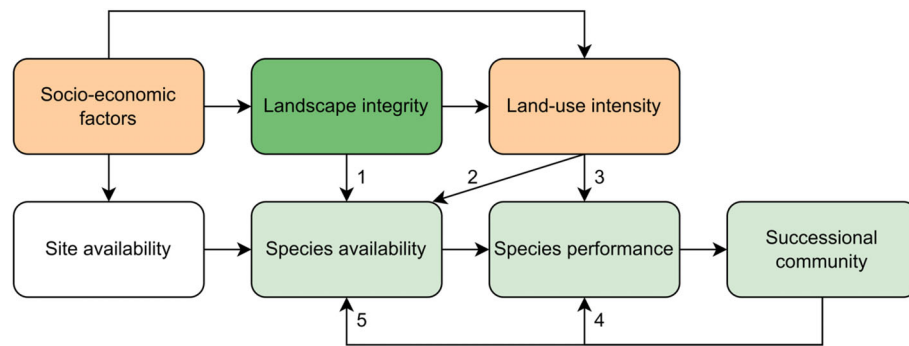 Socio-economic
factors
Landscape integrity
Land-use intensity
1
2
3
Site availability
Species availability
Species performance
Successional
community
5
4